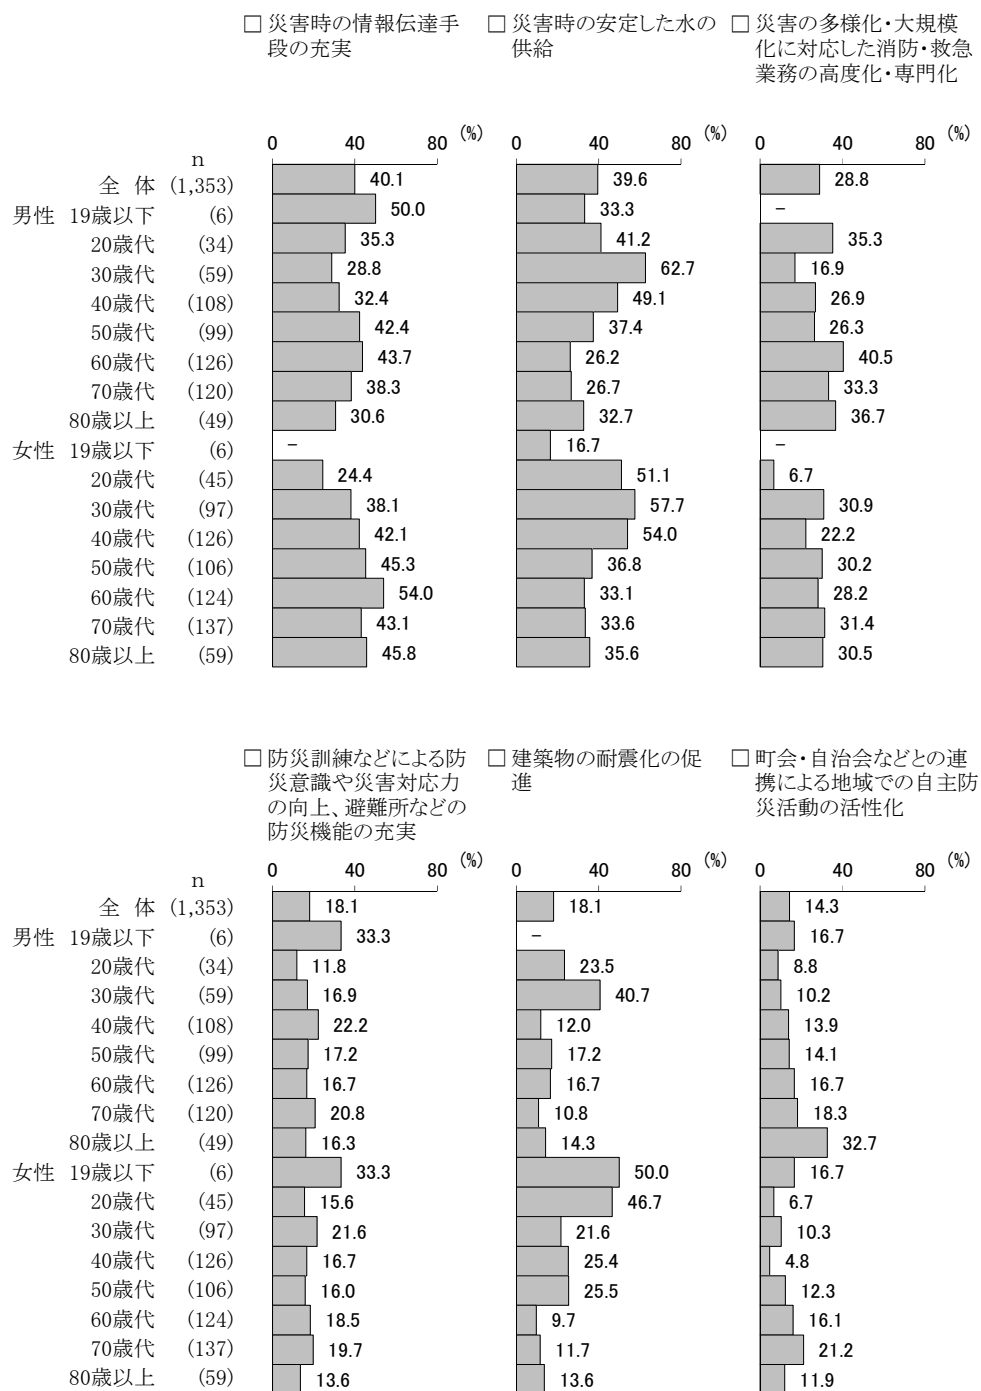 □ 災害時の情報伝達手段の充実
□ 災害時の安定した水の供給
□ 災害の多様化・大規模化に対応した消防・救急業務の高度化・専門化
0 40 80 (%) 0 40 80 (%) 0 40 80 (%)
n
全 体 (1,353) 40.1 39.6 28.8
男性 19歳以下 (6) 50.0 33.3 −
20歳代 (34) 35.3 41.2 35.3
30歳代 (59) 28.8 62.7 16.9
40歳代 (108) 32.4 49.1 26.9
50歳代 (99) 42.4 37.4 26.3
60歳代 (126) 43.7 26.2 40.5
70歳代 (120) 38.3 26.7 33.3
80歳以上 (49) 30.6 32.7 36.7
女性 19歳以下 (6) − 16.7 −
20歳代 (45) 24.4 51.1 6.7
30歳代 (97) 38.1 57.7 30.9
40歳代 (126) 42.1 54.0 22.2
50歳代 (106) 45.3 36.8 30.2
60歳代 (124) 54.0 33.1 28.2
70歳代 (137) 43.1 33.6 31.4
80歳以上 (59) 45.8 35.6 30.5
□ 防災訓練などによる防災意識や災害対応力の向上、避難所などの防災機能の充実
□ 建築物の耐震化の促進
□ 町会・自治会などとの連携による地域での自主防災活動の活性化
0 40 80 (%) 0 40 80 (%) 0 40 80 (%)
n
全 体 (1,353) 18.1 18.1 14.3
男性 19歳以下 (6) 33.3 − 16.7
20歳代 (34) 11.8 23.5 8.8
30歳代 (59) 16.9 40.7 10.2
40歳代 (108) 22.2 12.0 13.9
50歳代 (99) 17.2 17.2 14.1
60歳代 (126) 16.7 16.7 16.7
70歳代 (120) 20.8 10.8 18.3
80歳以上 (49) 16.3 14.3 32.7
女性 19歳以下 (6) 33.3 50.0 16.7
20歳代 (45) 15.6 46.7 6.7
30歳代 (97) 21.6 21.6 10.3
40歳代 (126) 16.7 25.4 4.8
50歳代 (106) 16.0 25.5 12.3
60歳代 (124) 18.5 9.7 16.1
70歳代 (137) 19.7 11.7 21.2
80歳以上 (59) 13.6 13.6 11.9